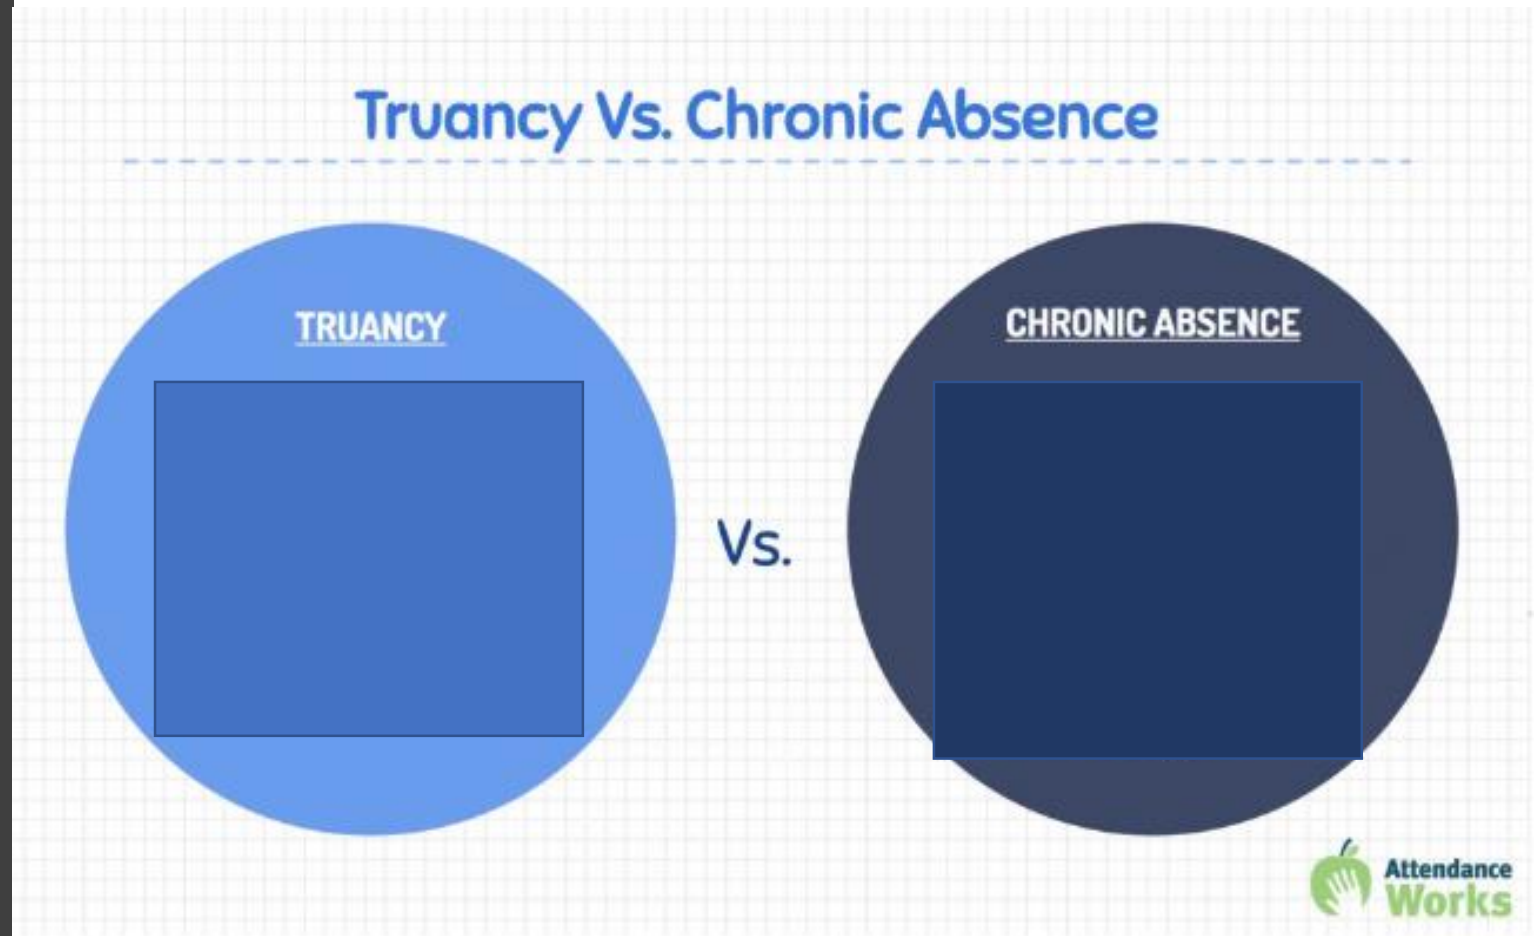 Truancy Vs. Chronic Absence
TRUANCY
Vs.
CHRONIC ABSENCE
Attendance
Works